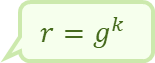 r = g^k